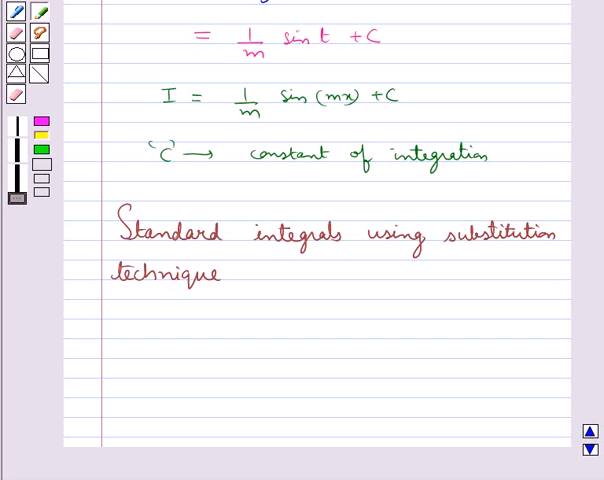 = 1/m sin t + C
I = 1/m sin (mx) + C
'C' → constant of integration
Standard integrals using substitution
technique